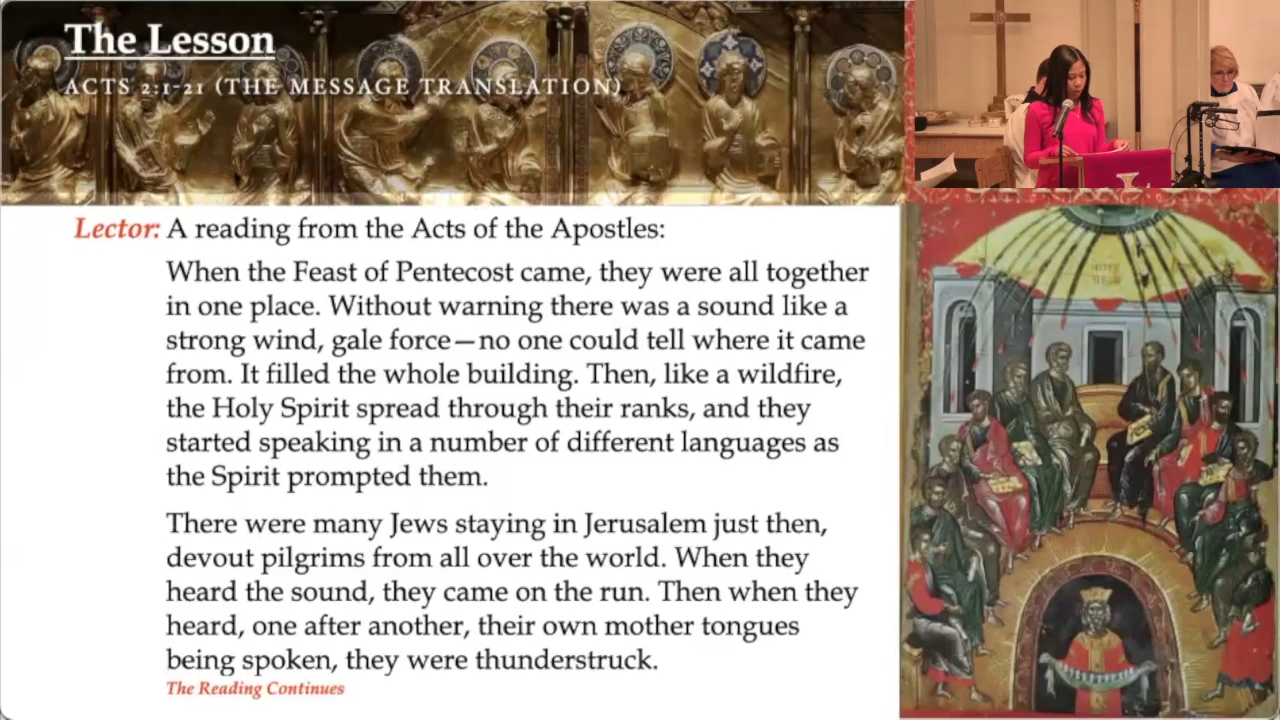 The Lesson
ACTS 2:1-21 (THE MESSAGE TRANSLATION)
Lector: A reading from the Acts of the Apostles:
When the Feast of Pentecost came, they were all together
in one place. Without warning there was a sound like a
strong wind, gale force—no one could tell where it came
from. It filled the whole building. Then, like a wildfire,
the Holy Spirit spread through their ranks, and they
started speaking in a number of different languages as
the Spirit prompted them.
There were many Jews staying in Jerusalem just then,
devout pilgrims from all over the world. When they
heard the sound, they came on the run. Then when they
heard, one after another, their own mother tongues
being spoken, they were thunderstruck.
The Reading Continues